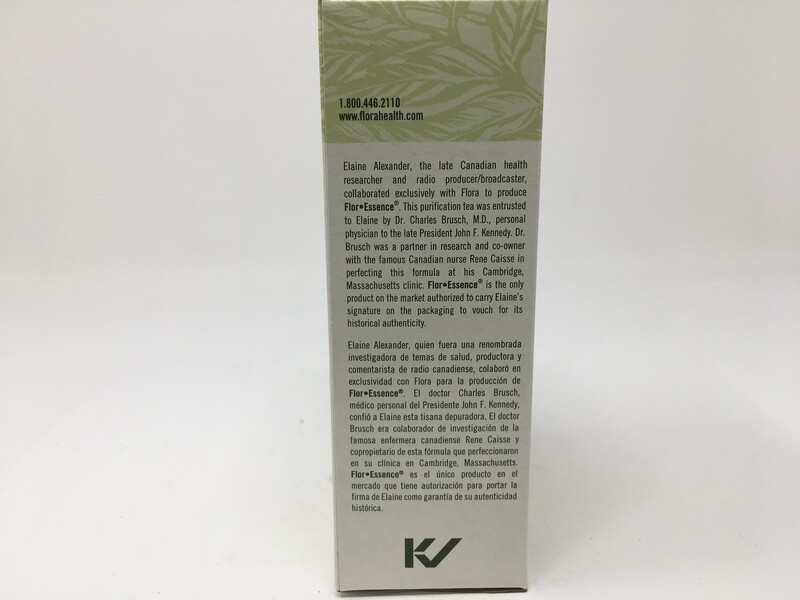 1.800.446.2110
www.florahealth.com
Elaine Alexander, the late Canadian health
researcher and radio producer/broadcaster,
collaborated exclusively with Flora to produce
Flor•Essence®. This purification tea was entrusted
to Elaine by Dr. Charles Brusch, M.D., personal
physician to the late President John F. Kennedy. Dr.
Brusch was a partner in research and co-owner
with the famous Canadian nurse Rene Caisse in
perfecting this formula at his Cambridge,
Massachusetts clinic. Flor•Essence® is the only
product on the market authorized to carry Elaine's
signature on the packaging to vouch for its
historical authenticity.
Elaine Alexander, quien fuera una renombrada
investigadora de temas de salud, productora y
comentarista de radio canadiense, colaboró en
exclusividad con Flora para la producción de
Flor•Essence®. El doctor Charles Brusch,
médico personal del Presidente John F. Kennedy,
confió a Elaine esta tisana depuradora. El doctor
Brusch era colaborador de investigación de la
famosa enfermera canadiense Rene Caisse y
copropietario de esta fórmula que perfeccionaron
en su clínica en Cambridge, Massachusetts.
Flor•Essence® es el único producto en el
mercado que tiene autorización para portar la
firma de Elaine como garantía de su autenticidad
histórica.
KV